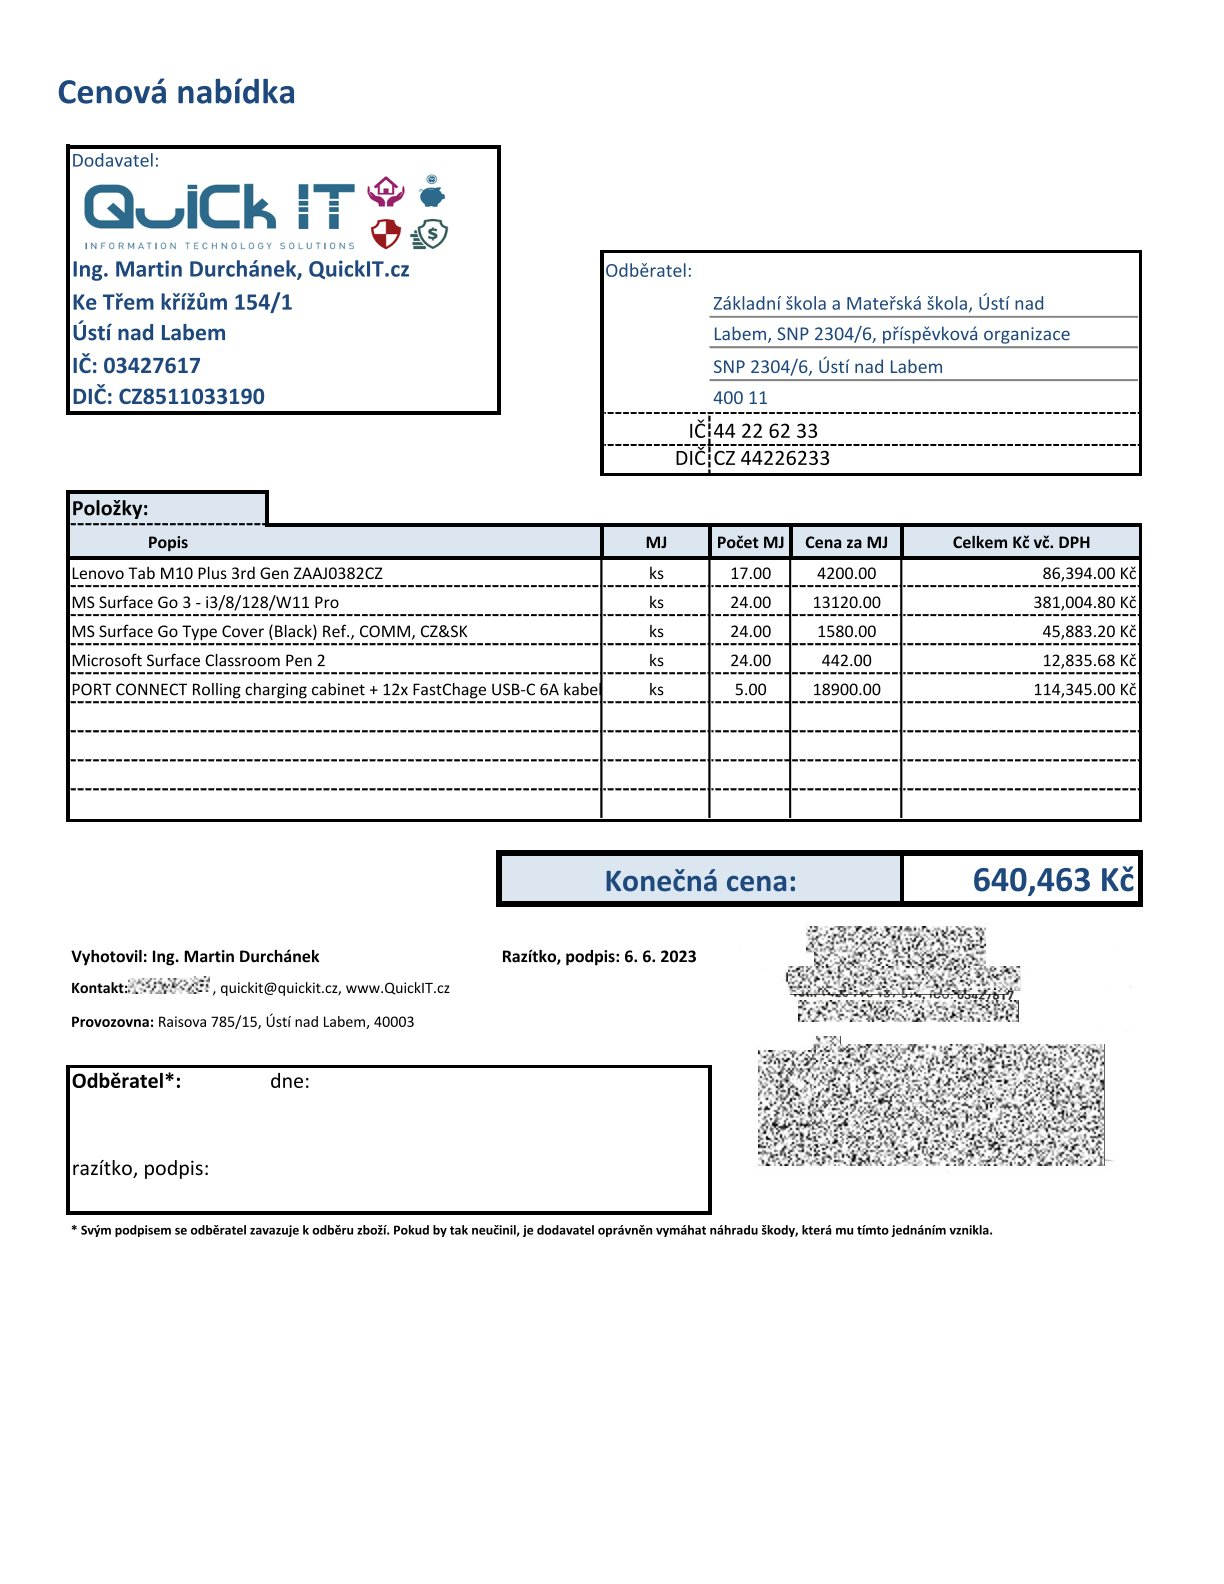 Cenová nabídka
Dodavatel:
Quick IT
INFORMATION TECHNOLOGY SOLUTIONS
Ing. Martin Durchánek, QuickIT.cz
Ke Třem křížům 154/1
Ústí nad Labem
IČ: 03427617
DIČ: CZ8511033190
Odběratel:
Základní škola a Mateřská škola, Ústí nad
Labem, SNP 2304/6, příspěvková organizace
SNP 2304/6, Ústí nad Labem
400 11
IČ 44 22 62 33
DIČ CZ 44226233
Položky:
Popis MJ Počet MJ Cena za MJ Celkem Kč vč. DPH
Lenovo Tab M10 Plus 3rd Gen ZAAJ0382CZ ks 17.00 4200.00 86,394.00 Kč
MS Surface Go 3 - i3/8/128/W11 Pro ks 24.00 13120.00 381,004.80 Kč
MS Surface Go Type Cover (Black) Ref., COMM, CZ&SK ks 24.00 1580.00 45,883.20 Kč
Microsoft Surface Classroom Pen 2 ks 24.00 442.00 12,835.68 Kč
PORT CONNECT Rolling charging cabinet + 12x FastChage USB-C 6A kabel ks 5.00 18900.00 114,345.00 Kč
Konečná cena: 640,463 Kč
Vyhotovil: Ing. Martin Durchánek Razítko, podpis: 6. 6. 2023
Kontakt: , quickit@quickit.cz, www.QuickIT.cz
Provozovna: Raisova 785/15, Ústí nad Labem, 40003
Odběratel*: dne:
razítko, podpis:
* Svým podpisem se odběratel zavazuje k odběru zboží. Pokud by tak neučinil, je dodavatel oprávněn vymáhat náhradu škody, která mu tímto jednáním vznikla.